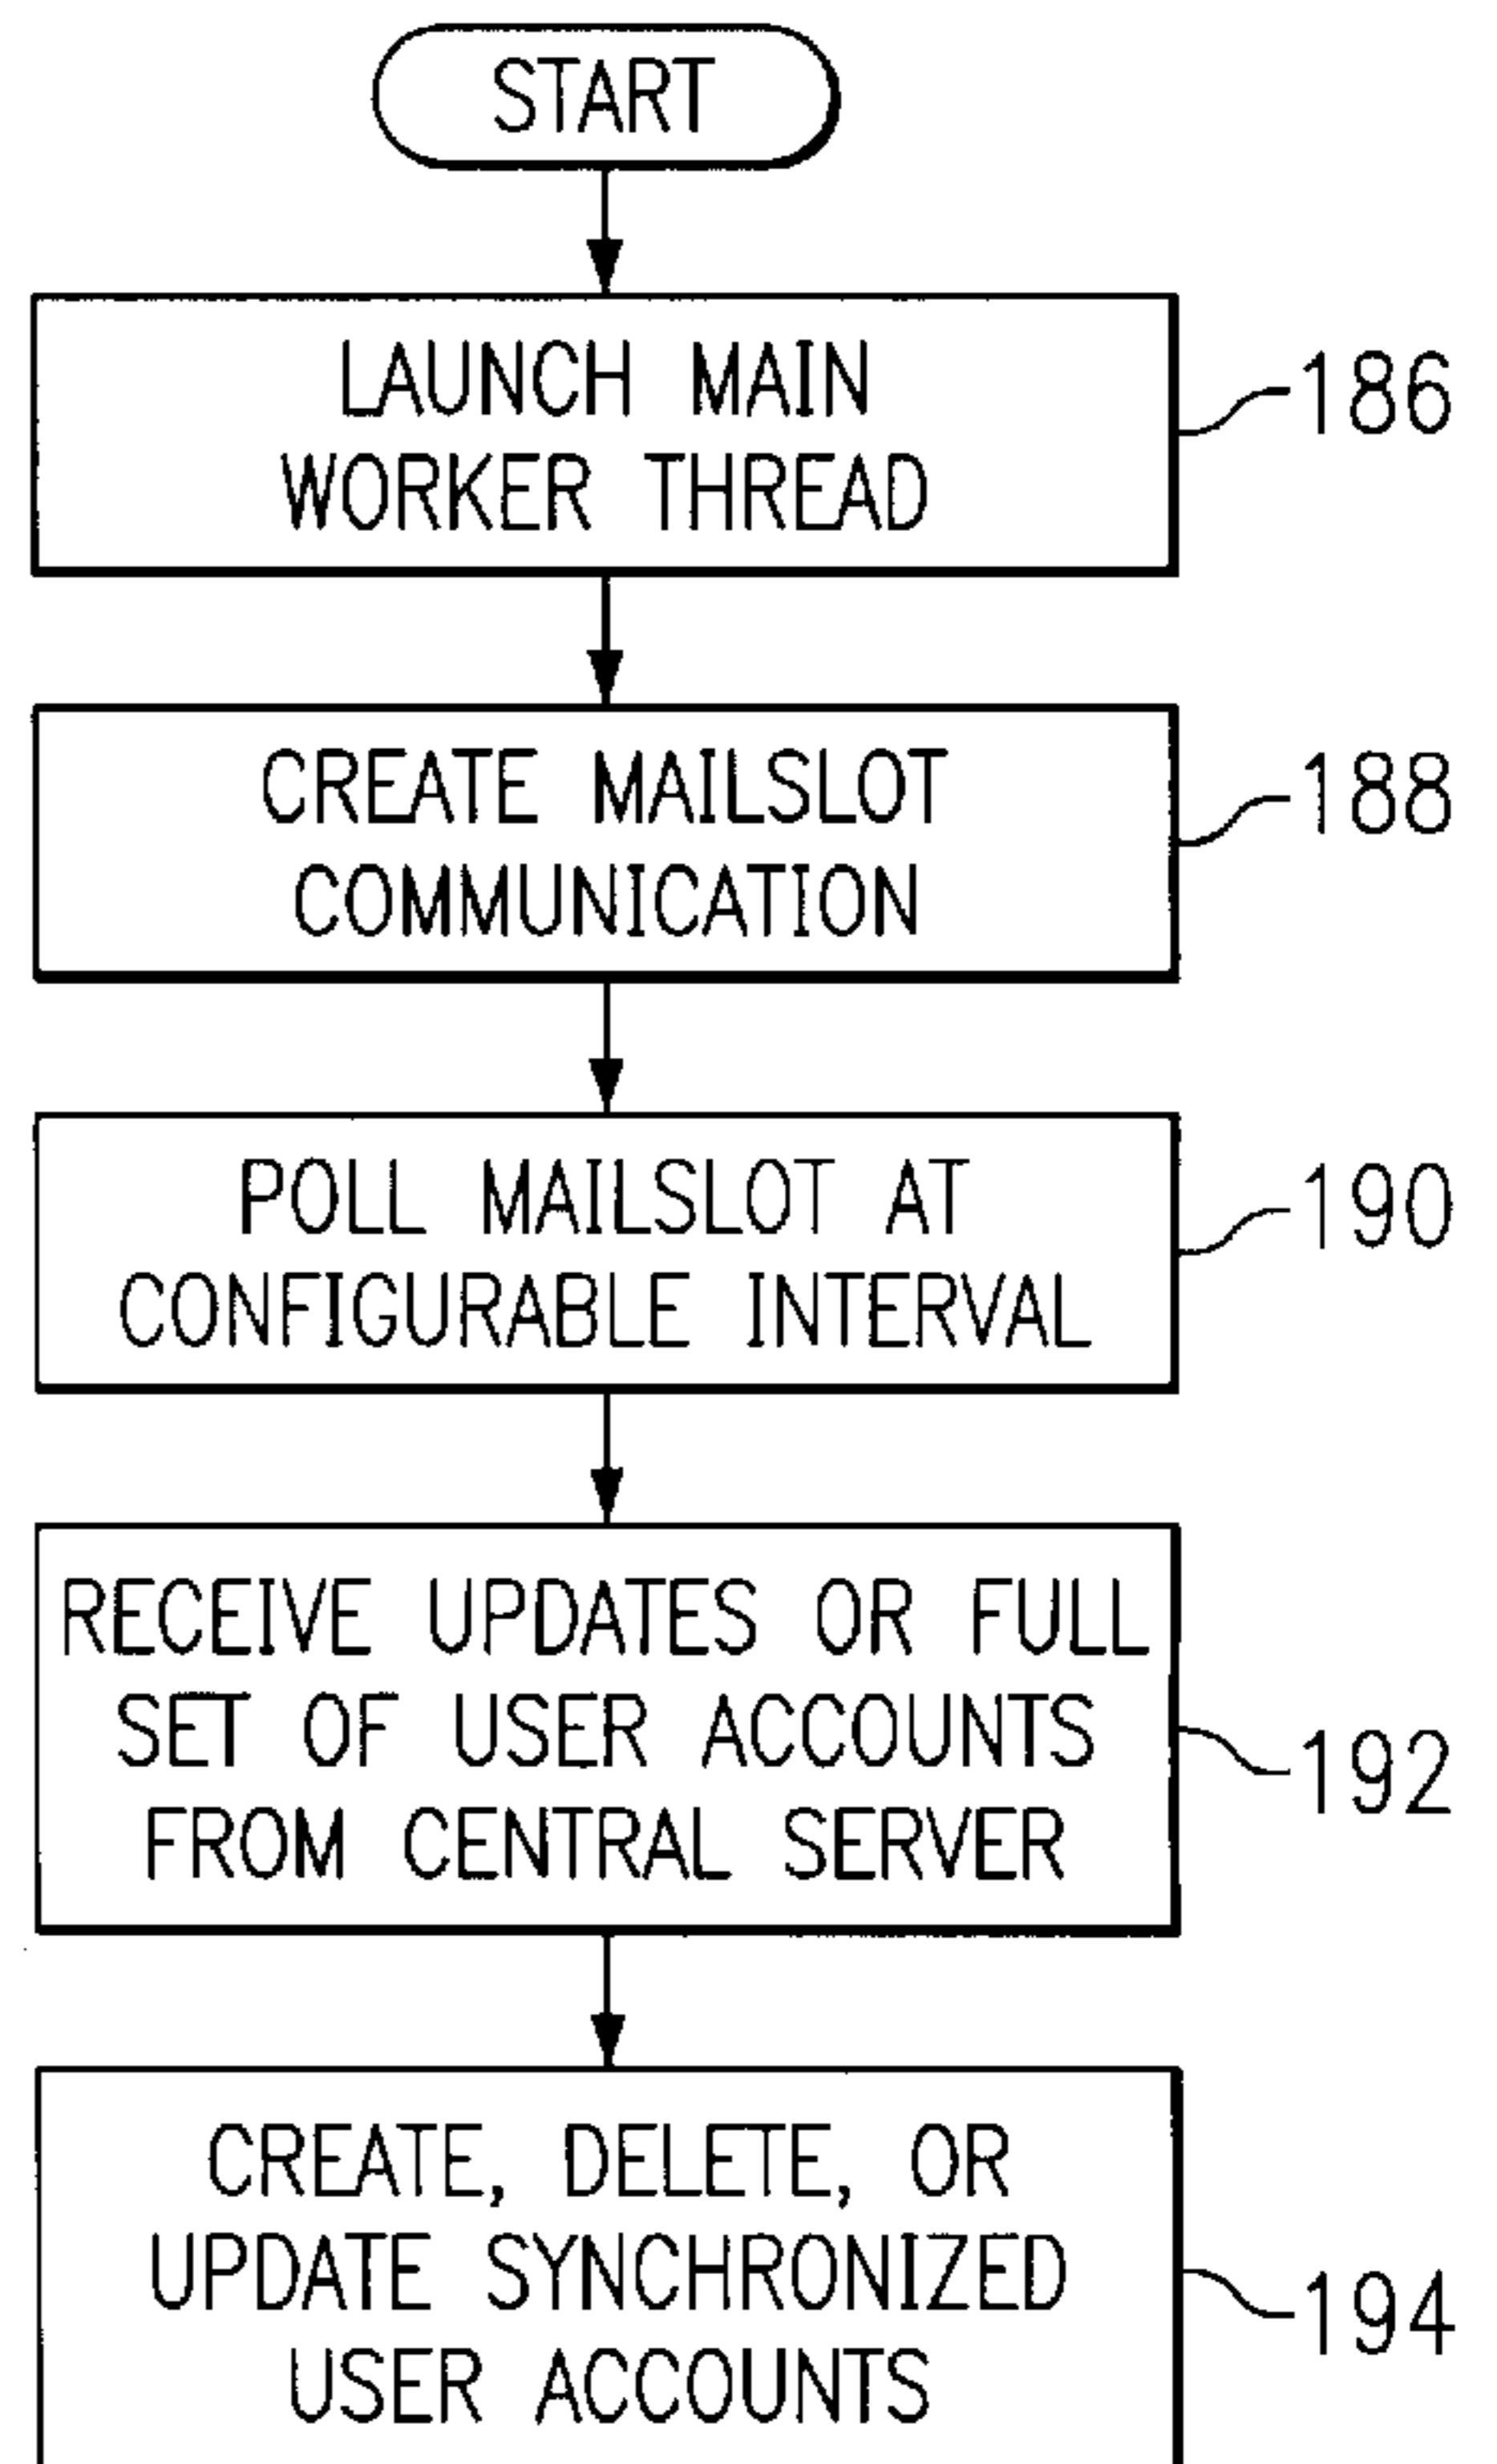 START
LAUNCH MAIN
WORKER THREAD
186
CREATE MAILSLOT
COMMUNICATION
188
POLL MAILSLOT AT
CONFIGURABLE INTERVAL
190
RECEIVE UPDATES OR FULL
SET OF USER ACCOUNTS
FROM CENTRAL SERVER
192
CREATE, DELETE, OR
UPDATE SYNCHRONIZED
USER ACCOUNTS
194